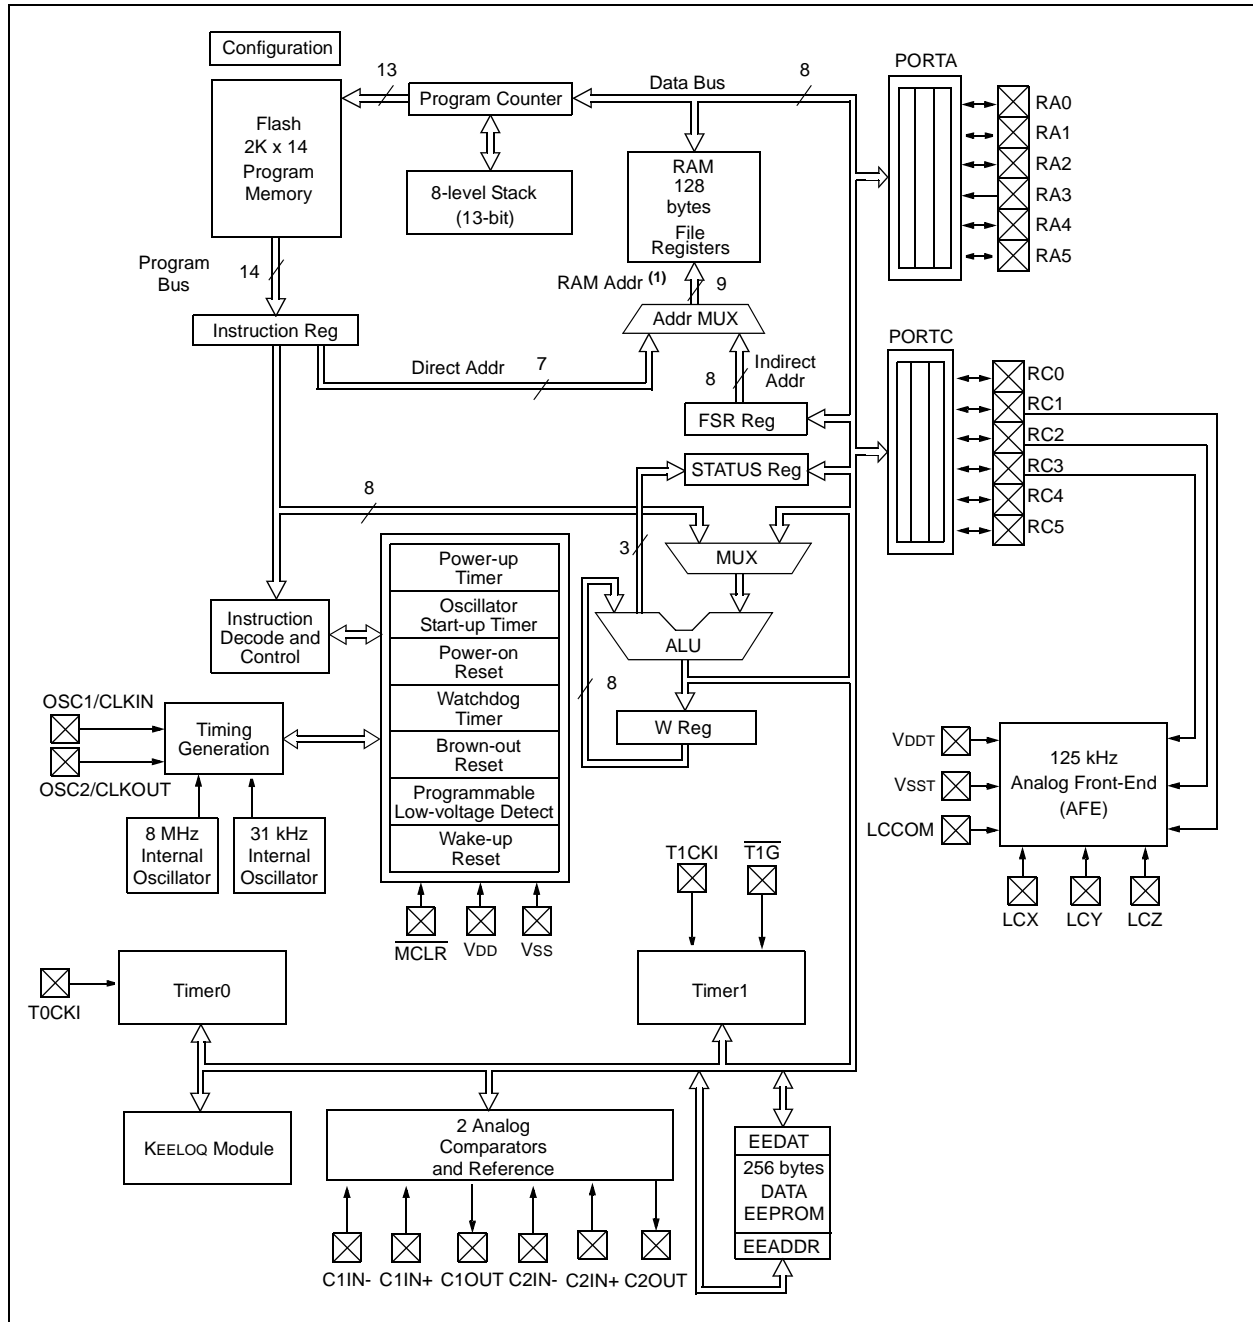 Configuration
13
Program Counter
Data Bus
8
PORTA
Flash
2K x 14
Program
Memory
8-level Stack
(13-bit)
RAM
128
bytes
File
Registers
RA0
RA1
RA2
RA3
RA4
RA5
Program
Bus
14
RAM Addr (1)
9
Instruction Reg
Addr MUX
Direct Addr
7
8
Indirect
Addr
FSR Reg
STATUS Reg
PORTC
RC0
RC1
RC2
RC3
RC4
RC5
8
3
MUX
Power-up
Timer
Oscillator
Start-up Timer
Power-on
Reset
Watchdog
Timer
Brown-out
Reset
Programmable
Low-voltage Detect
Wake-up
Reset
Instruction
Decode and
Control
ALU
8
W Reg
OSC1/CLKIN
OSC2/CLKOUT
Timing
Generation
8 MHz
Internal
Oscillator
31 kHz
Internal
Oscillator
MCLR
VDD
VSS
T1CKI
T1G
VDDT
VSST
LCCOM
125 kHz
Analog Front-End
(AFE)
LCX
LCY
LCZ
T0CKI
Timer0
Timer1
KEELOQ Module
2 Analog
Comparators
and Reference
EEDAT
256 bytes
DATA
EEPROM
EEADDR
C1IN-
C1IN+
C1OUT
C2IN-
C2IN+
C2OUT